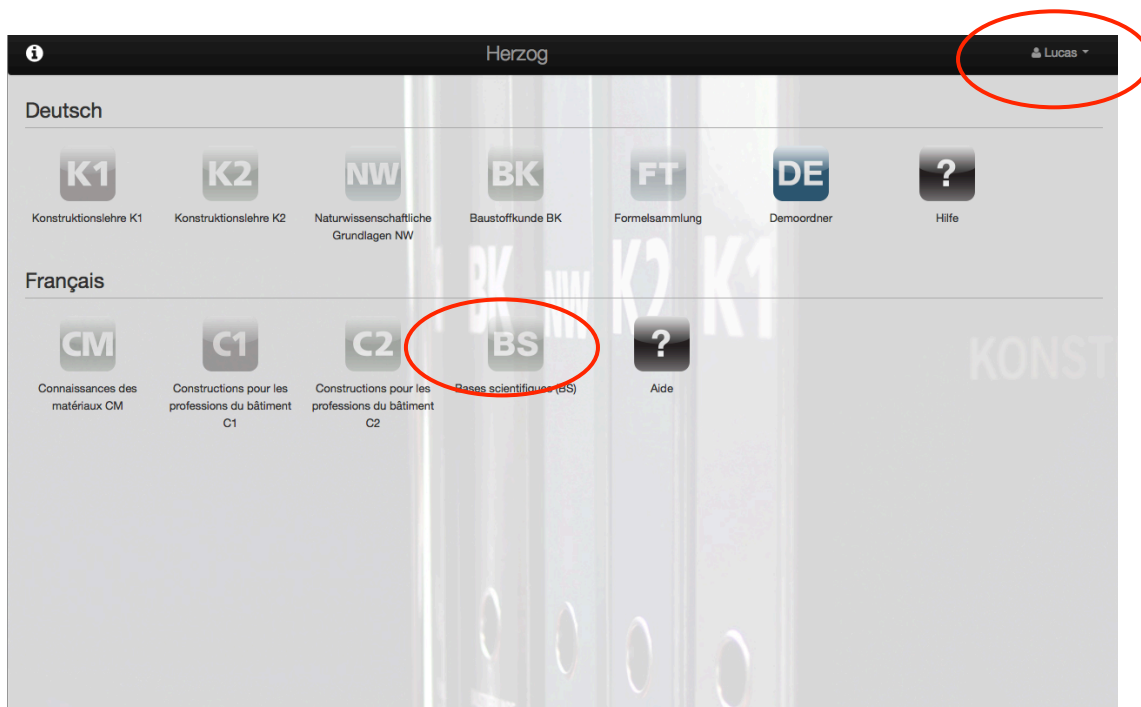 Herzog
Lucas
Deutsch
K1 K2 NW BK FT DE ?
Konstruktionslehre K1 Konstruktionslehre K2 Naturwissenschaftliche Baustoffkunde BK Formelsammlung Demoordner Hilfe
Grundlagen NW
BK NW K2 K1
Français
CM C1 C2 BS ?
KONST
Connaissances des Constructions pour les Constructions pour les Bases scientifiques (BS) Aide
matériaux CM professions du bâtiment professions du bâtiment
C1 C2